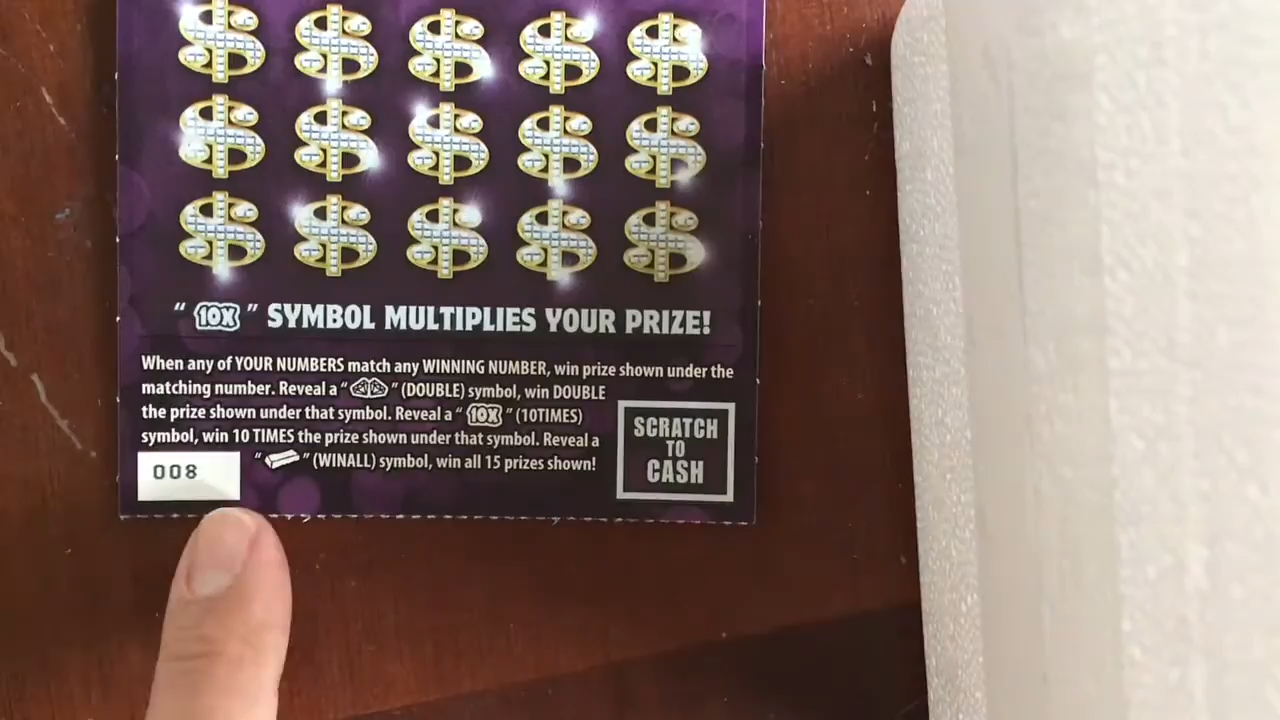 " 10X " SYMBOL MULTIPLIES YOUR PRIZE!
When any of YOUR NUMBERS match any WINNING NUMBER, win prize shown under the
matching number. Reveal a " " (DOUBLE) symbol, win DOUBLE
the prize shown under that symbol. Reveal a " 10X " (10TIMES)
symbol, win 10 TIMES the prize shown under that symbol. Reveal a
" " (WINALL) symbol, win all 15 prizes shown!
008
SCRATCH
TO
CASH